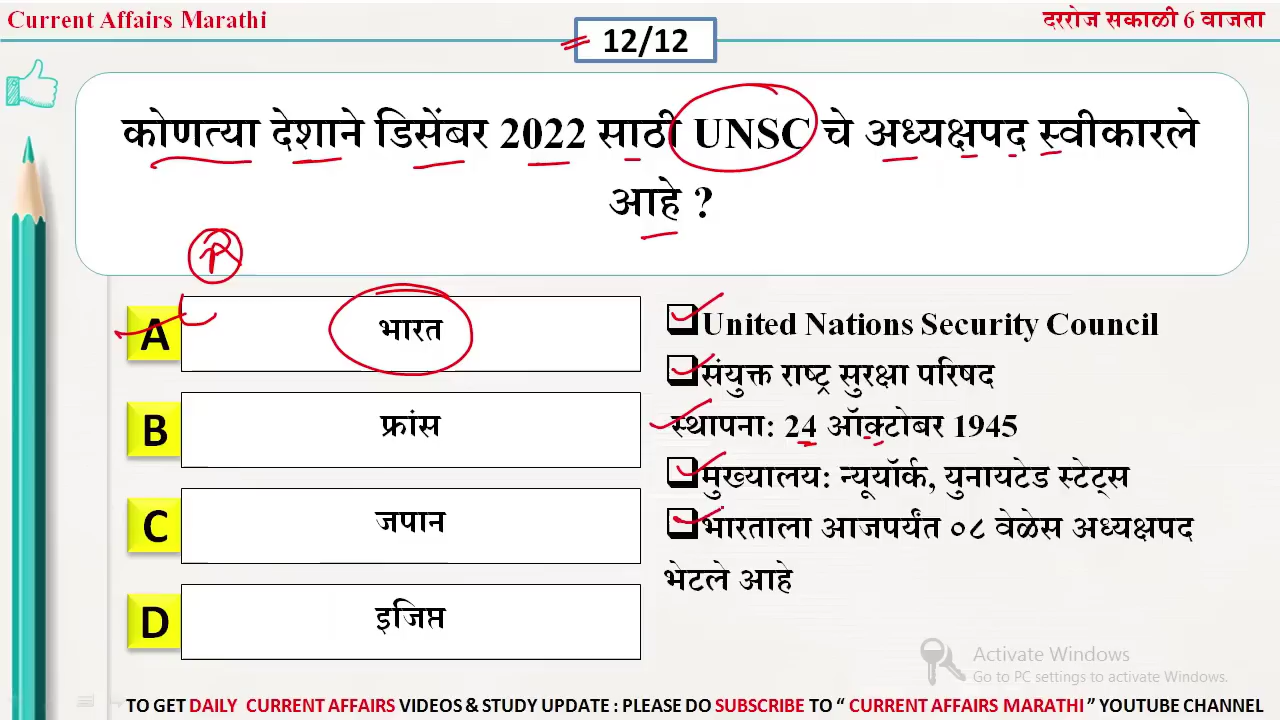 Current Affairs Marathi
दररोज सकाळी 6 वाजता
12/12
कोणत्या देशाने डिसेंबर 2022 साठी UNSC चे अध्यक्षपद स्वीकारले
आहे ?
A
भारत
B
फ्रांस
C
जपान
D
इजिप्त
United Nations Security Council
संयुक्त राष्ट्र सुरक्षा परिषद
स्थापना: 24 ऑक्टोबर 1945
मुख्यालय: न्यूयॉर्क, युनायटेड स्टेट्स
भारताला आजपर्यंत ०८ वेळेस अध्यक्षपद
भेटले आहे
Activate Windows
Go to PC settings to activate Windows.
TO GET DAILY CURRENT AFFAIRS VIDEOS & STUDY UPDATE : PLEASE DO SUBSCRIBE TO “ CURRENT AFFAIRS MARATHI ” YOUTUBE CHANNEL